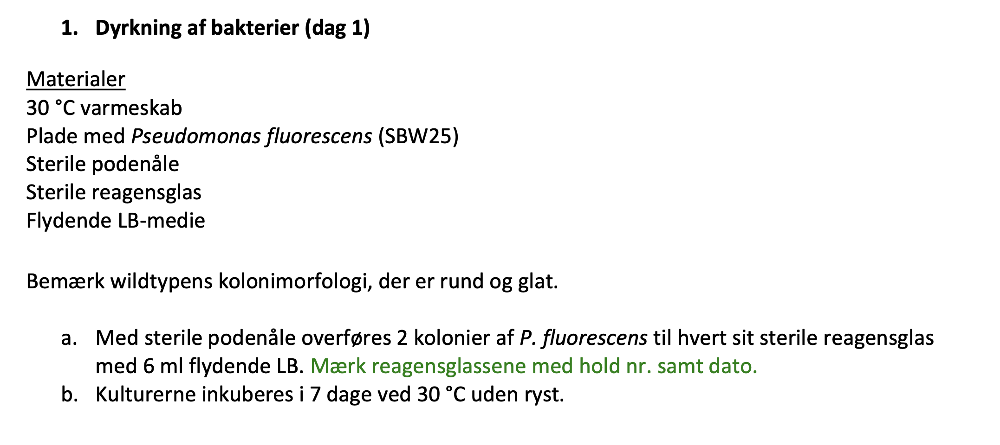 1. Dyrkning af bakterier (dag 1)
Materialer
30 °C varmeskab
Plade med Pseudomonas fluorescens (SBW25)
Sterile podenåle
Sterile reagensglas
Flydende LB-medie
Bemærk wildtypens kolonimorfologi, der er rund og glat.
a. Med sterile podenåle overføres 2 kolonier af P. fluorescens til hvert sit sterile reagensglas
med 6 ml flydende LB. Mærk reagensglassene med hold nr. samt dato.
b. Kulturerne inkuberes i 7 dage ved 30 °C uden ryst.